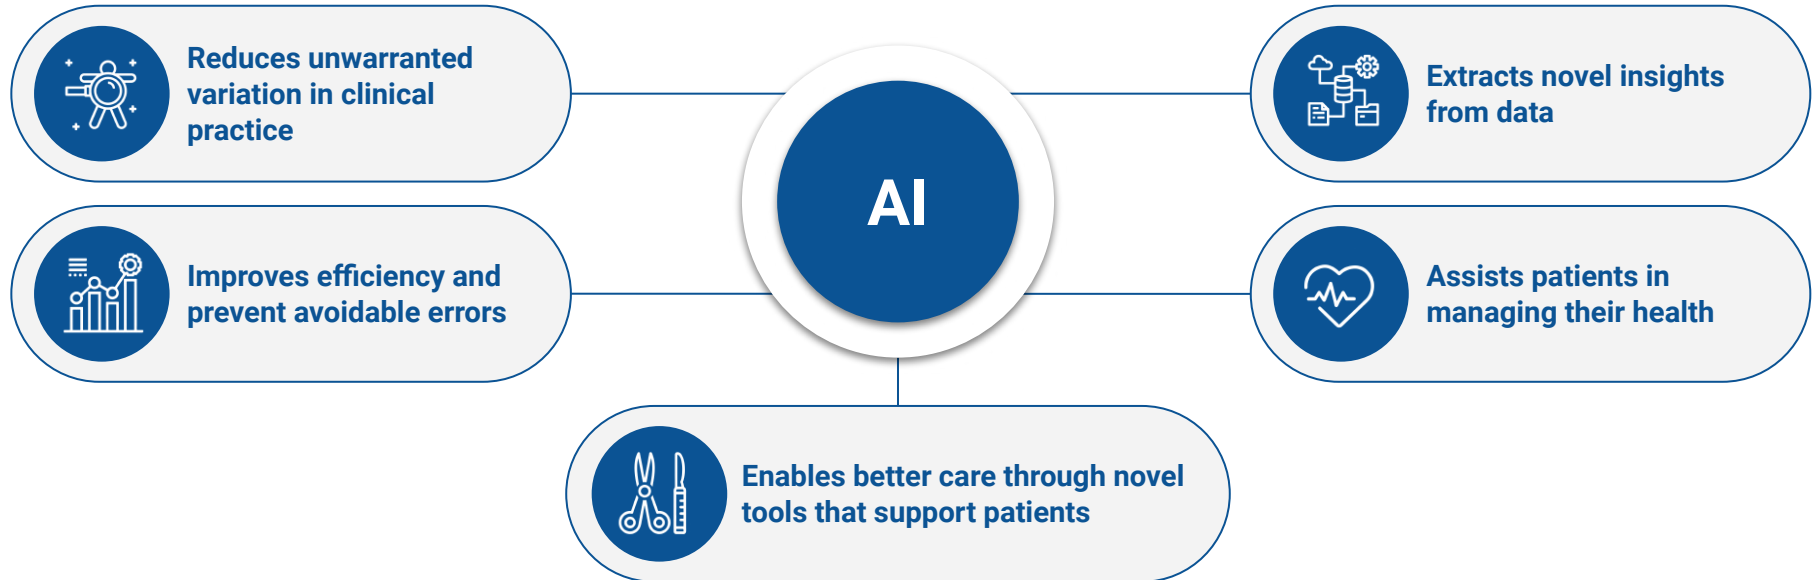 Reduces unwarranted
variation in clinical
practice
Improves efficiency and
prevent avoidable errors
AI
Extracts novel insights
from data
Assists patients in
managing their health
Enables better care through novel
tools that support patients